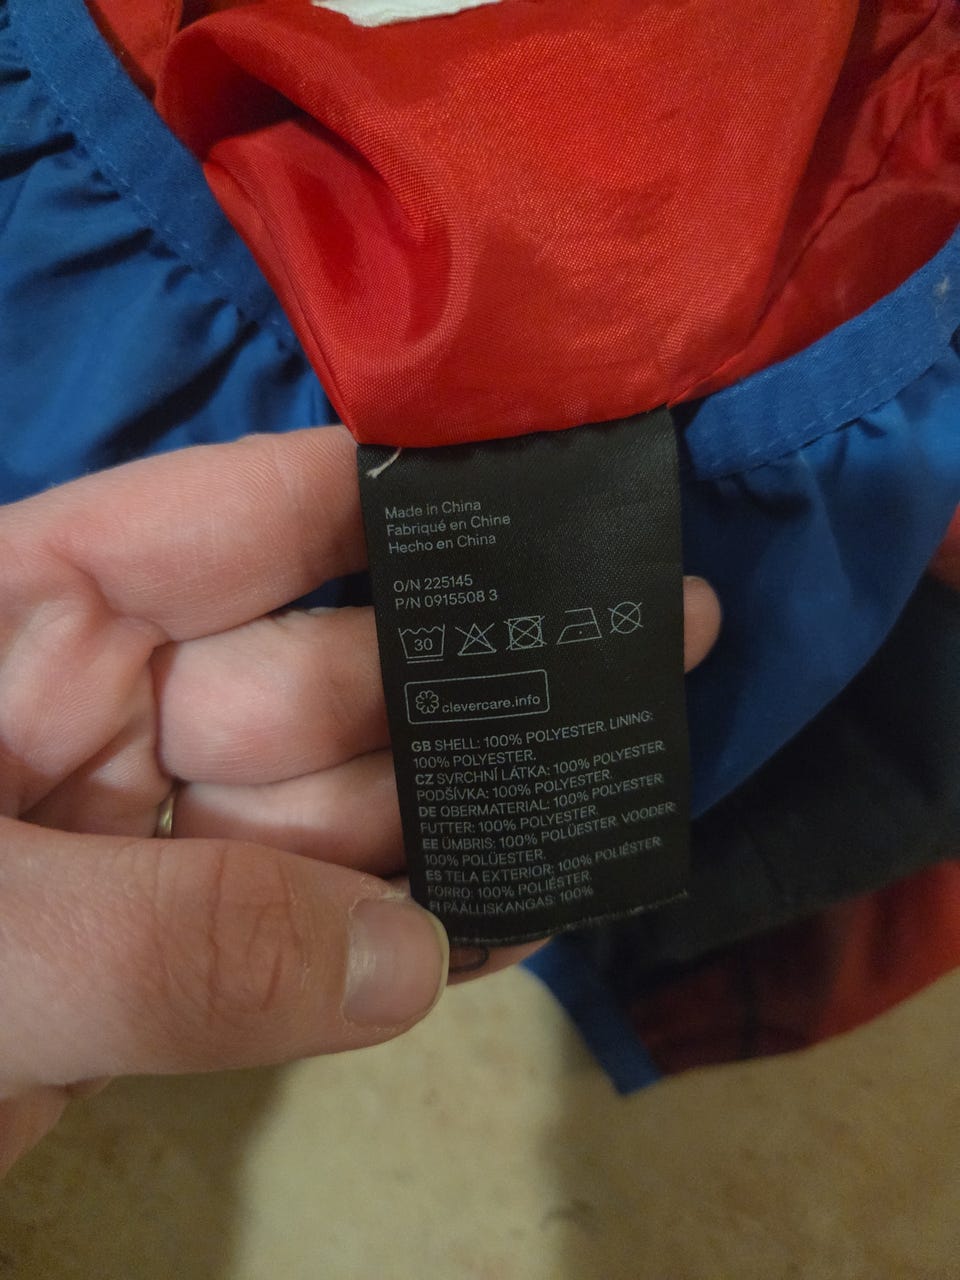 Made in China
Fabriqué en Chine
Hecho en China
O/N 225145
P/N 0915508 3
30
clevercare.info
GB SHELL: 100% POLYESTER. LINING:
100% POLYESTER.
CZ SVRCHNÍ LÁTKA: 100% POLYESTER.
PODŠÍVKA: 100% POLYESTER.
DE OBERMATERIAL: 100% POLYESTER.
FUTTER: 100% POLYESTER.
EE ÜMBRIS: 100% POLÜESTER. VOODER:
100% POLÜESTER.
ES TELA EXTERIOR: 100% POLIÉSTER.
FORRO: 100% POLIÉSTER.
FI PÄÄLLISKANGAS: 100%